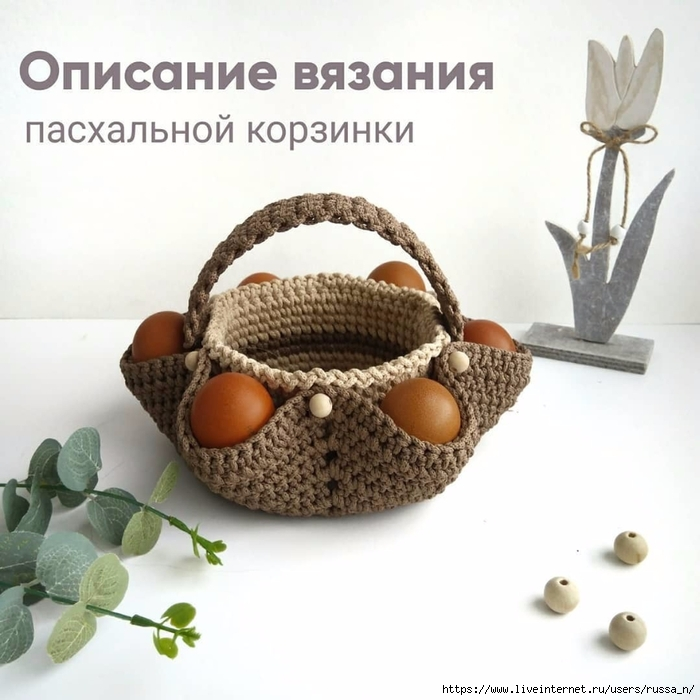 Описание вязания
пасхальной корзинки
https://www.liveinternet.ru/users/russa_n/